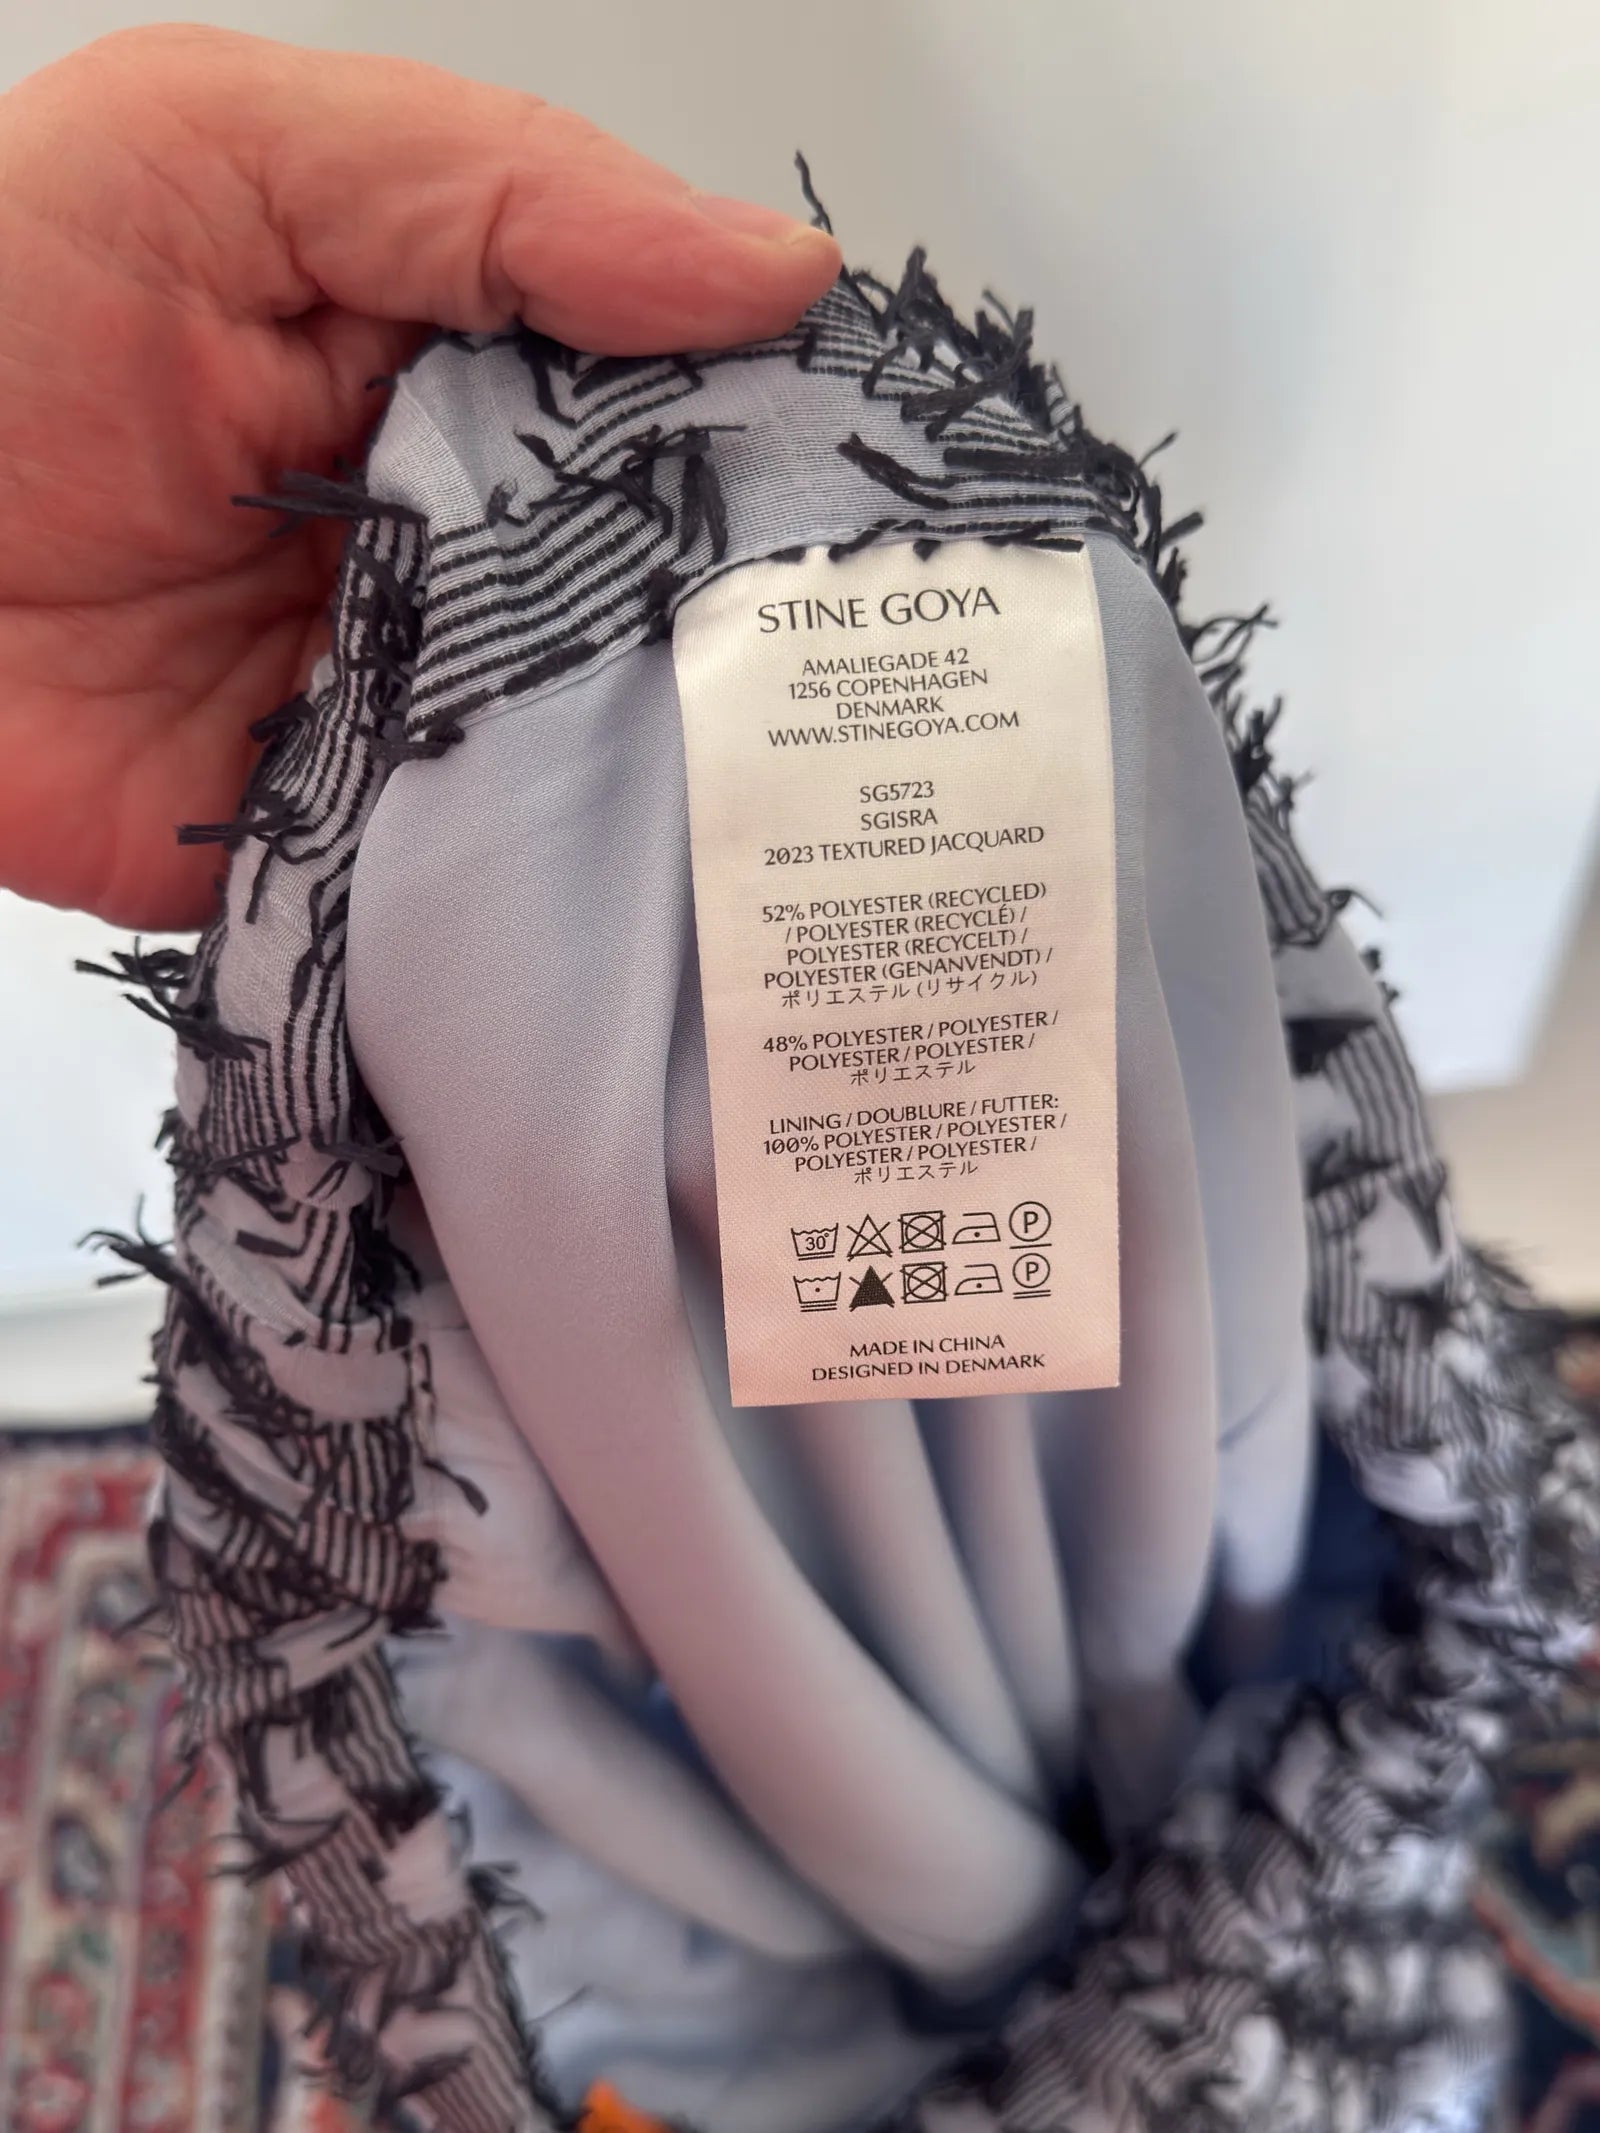 STINE GOYA
AMALIEGADE 42
1256 COPENHAGEN
DENMARK
WWW.STINEGOYA.COM
SG5723
SGISRA
2023 TEXTURED JACQUARD
52% POLYESTER (RECYCLED)
/ POLYESTER (RECYCLÉ) /
POLYESTER (RECYCELT) /
POLYESTER (GENANVENDT) /
ポリエステル (リサイクル)
48% POLYESTER / POLYESTER /
POLYESTER / POLYESTER /
ポリエステル
LINING / DOUBLURE / FUTTER:
100% POLYESTER / POLYESTER /
POLYESTER / POLYESTER /
ポリエステル
30° P
P
MADE IN CHINA
DESIGNED IN DENMARK